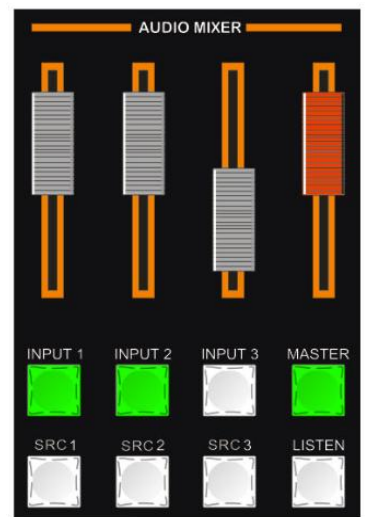 AUDIO MIXER
INPUT 1 INPUT 2 INPUT 3 MASTER
SRC 1 SRC 2 SRC 3 LISTEN